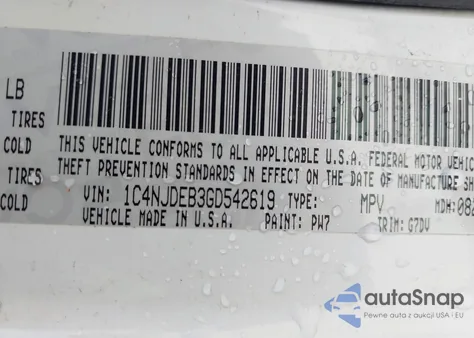 LB
TIRES
COLD THIS VEHICLE CONFORMS TO ALL APPLICABLE U.S.A. FEDERAL MOTOR VEHIC
TIRES THEFT PREVENTION STANDARDS IN EFFECT ON THE DATE OF MANUFACTURE SH
COLD VIN: 1C4NJDEB3GD542619 TYPE: MPV MDH: 08
VEHICLE MADE IN U.S.A. PAINT: PW7 TRIM: G7DV
autoSnap
Pewne auta z aukcji USA i EU